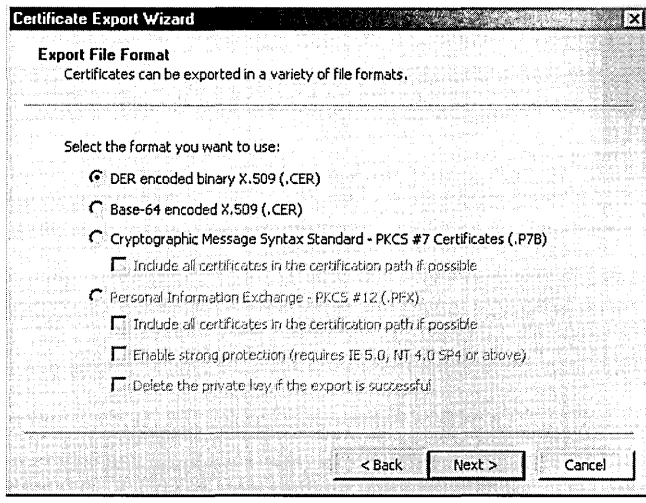 Certificate Export Wizard
Export File Format
Certificates can be exported in a variety of file formats.
Select the format you want to use:
DER encoded binary X.509 (.CER)
Base-64 encoded X.509 (.CER)
Cryptographic Message Syntax Standard - PKCS #7 Certificates (.P7B)
Include all certificates in the certification path if possible
Personal Information Exchange - PKCS #12 (.PFX)
Include all certificates in the certification path if possible
Enable strong protection (requires IE 5.0, NT 4.0 SP4 or above)
Delete the private key if the export is successful
< Back Next > Cancel